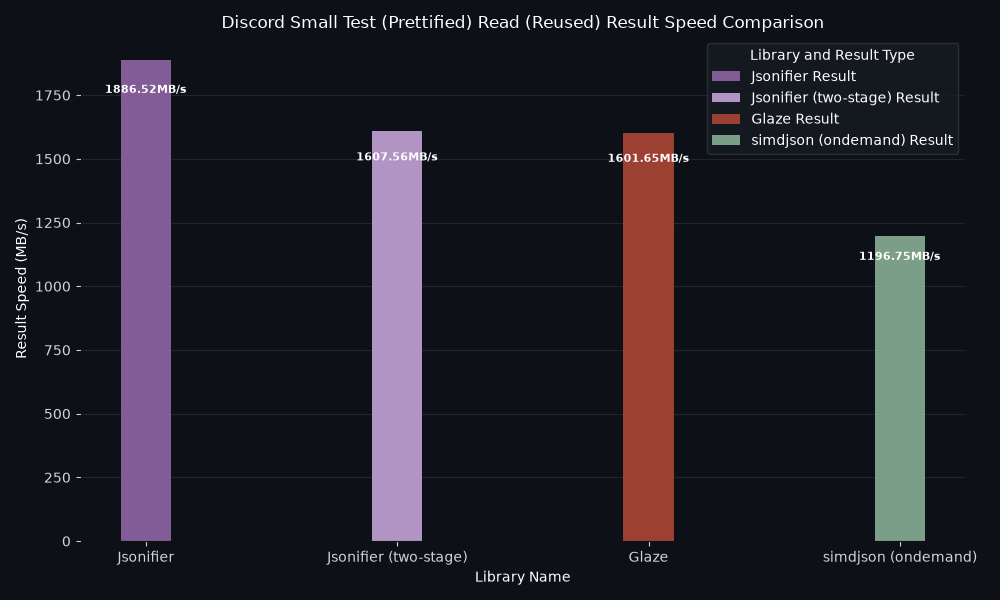 Discord Small Test (Prettified) Read (Reused) Result Speed Comparison
Library and Result Type
Jsonifier Result
Jsonifier (two-stage) Result
Glaze Result
simdjson (ondemand) Result
Result Speed (MB/s)
1750
1500
1250
1000
750
500
250
0
1886.52MB/s
1607.56MB/s
1601.65MB/s
1196.75MB/s
Jsonifier
Jsonifier (two-stage)
Glaze
simdjson (ondemand)
Library Name